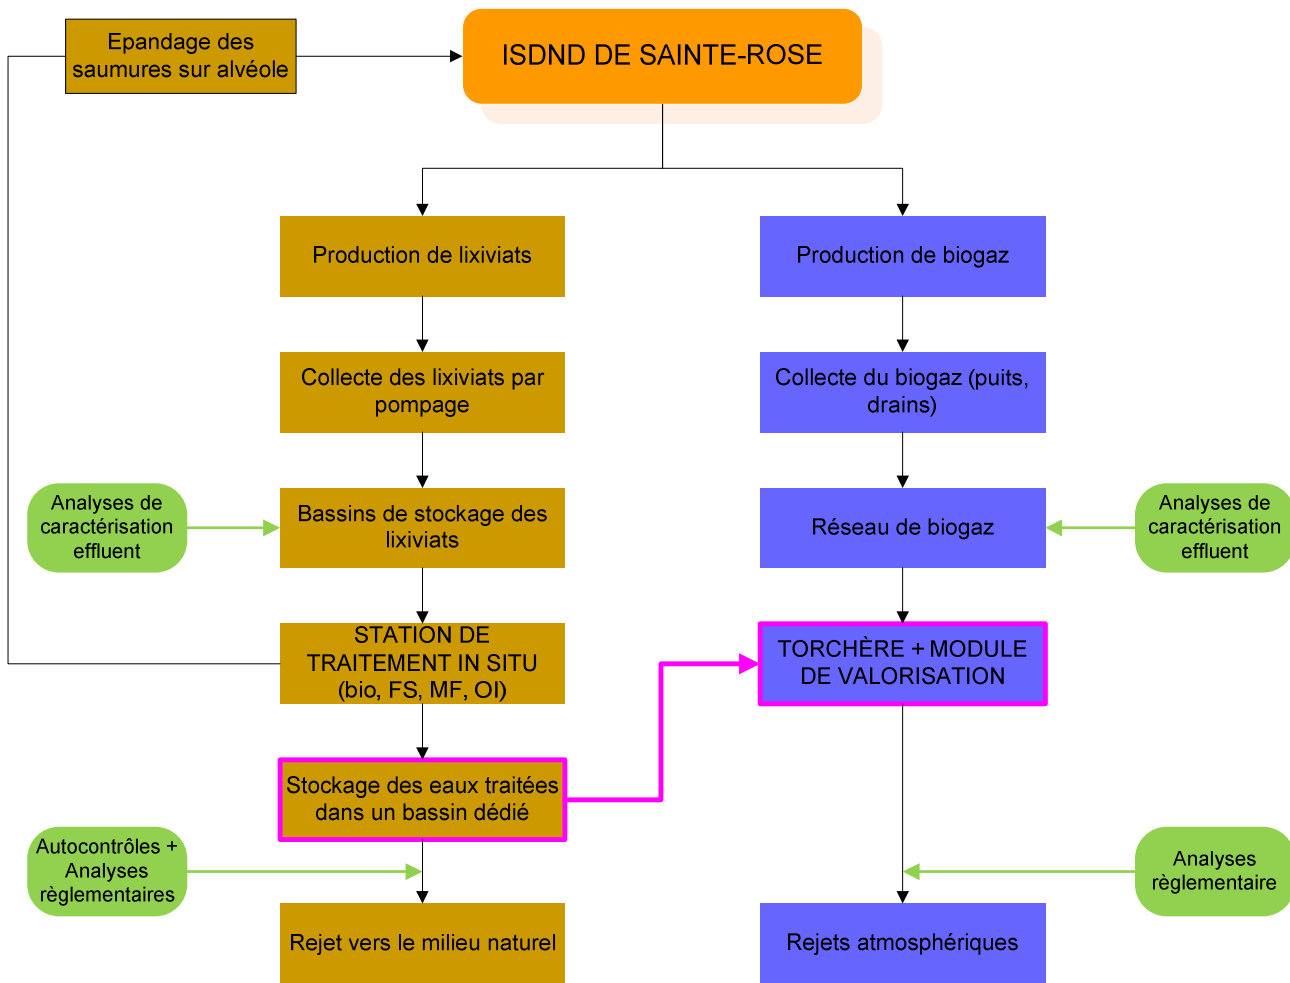 Epandage des
saumures sur alvéole
ISDND DE SAINTE-ROSE
Production de lixiviats
Production de biogaz
Collecte des lixiviats par
pompage
Collecte du biogaz (puits,
drains)
Analyses de
caractérisation
effluent
Bassins de stockage des
lixiviats
Réseau de biogaz
Analyses de
caractérisation
effluent
STATION DE
TRAITEMENT IN SITU
(bio, FS, MF, OI)
TORCHÈRE + MODULE
DE VALORISATION
Stockage des eaux traitées
dans un bassin dédié
Autocontrôles +
Analyses
règlementaires
Analyses
règlementaire
Rejet vers le milieu naturel
Rejets atmosphériques